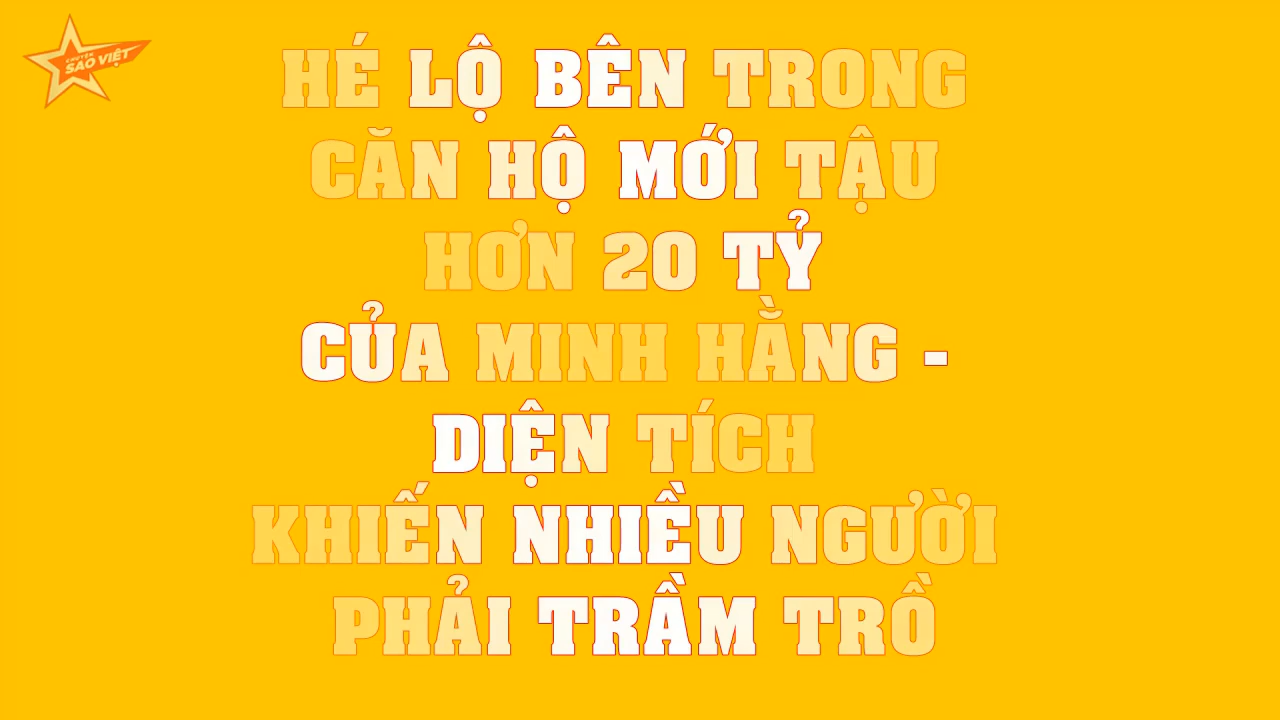 CHUYỆN
SAO VIỆT
HÉ LỘ BÊN TRONG
CĂN HỘ MỚI TẬU
HƠN 20 TỶ
CỦA MINH HẰNG -
DIỆN TÍCH
KHIẾN NHIỀU NGƯỜI
PHẢI TRẦM TRỒ